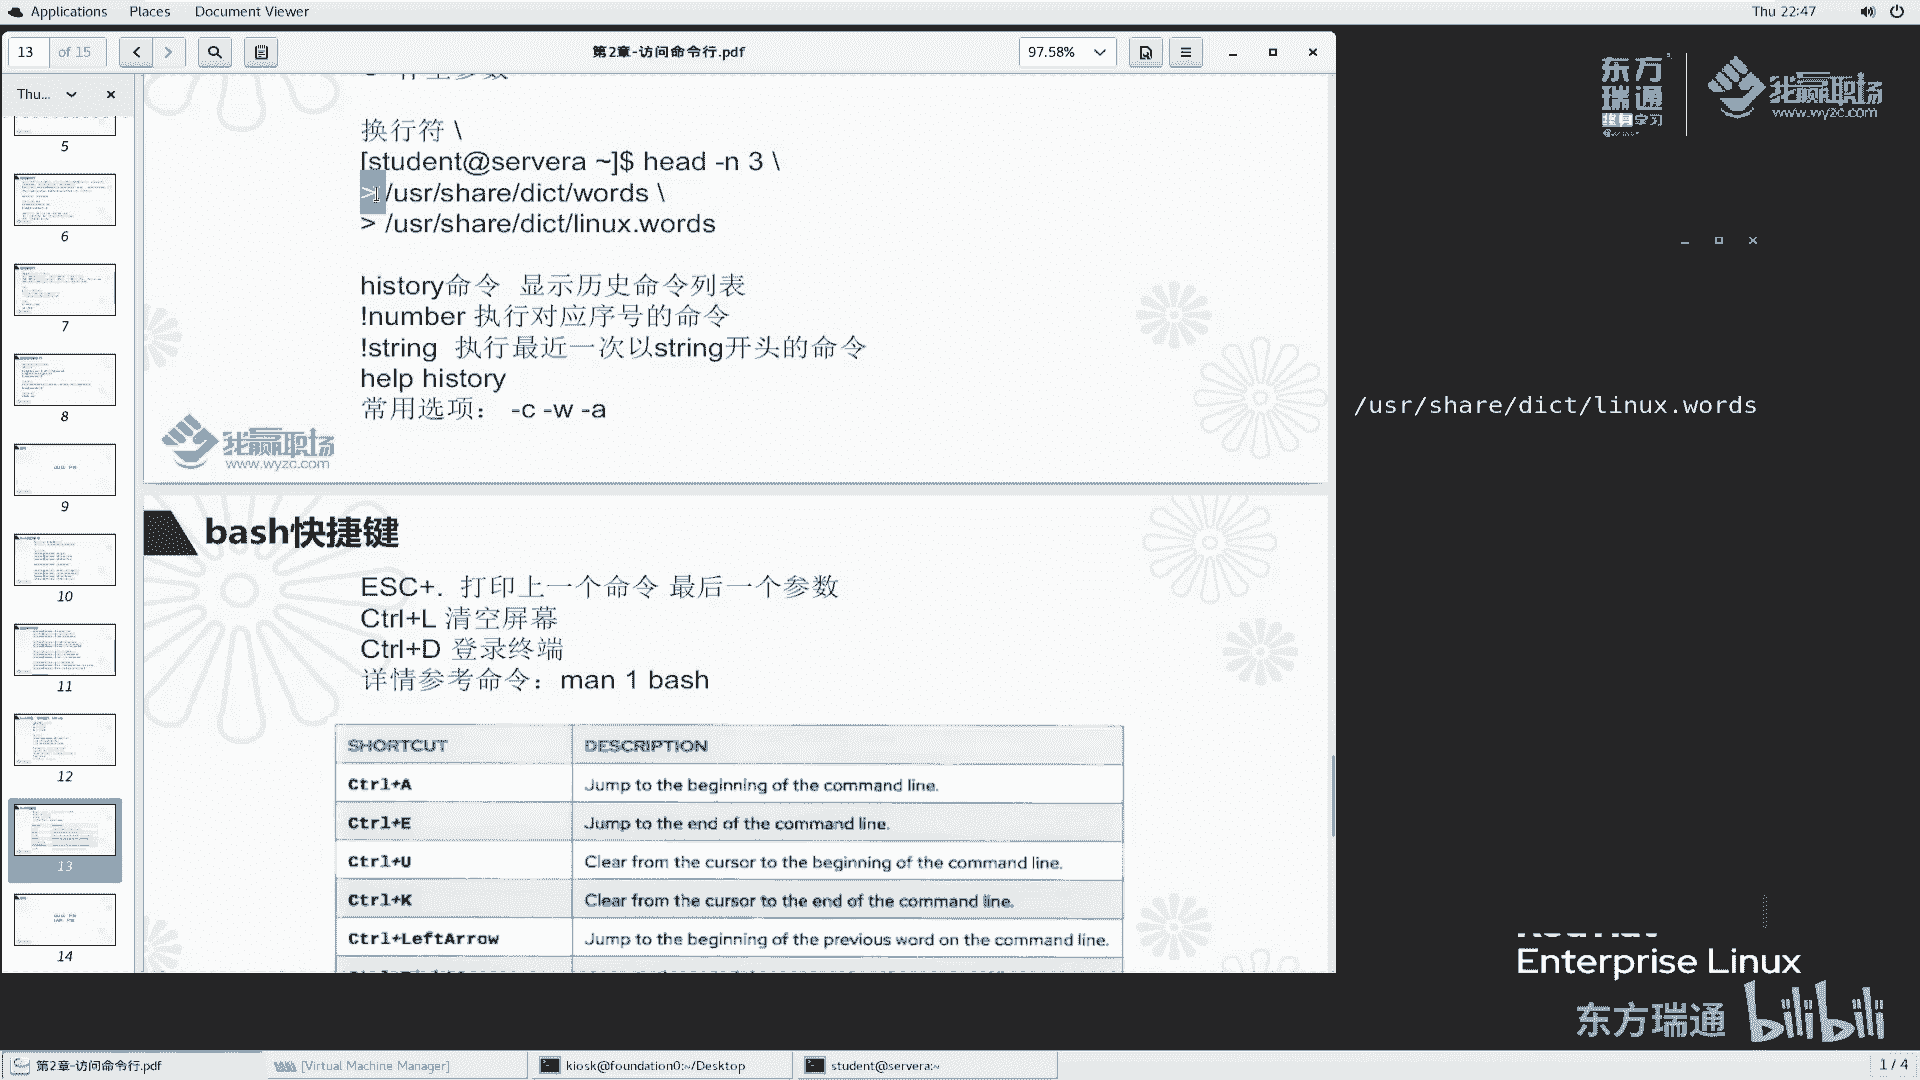 Applications Places Document Viewer Thu 22:47
13 of 15 第2章-访问命令行.pdf 97.58%
Thu...
5
6
7
8
9
10
11
12
13
14
换行符 \
[student@servera ~]$ head -n 3 \
> /usr/share/dict/words \
> /usr/share/dict/linux.words
history命令 显示历史命令列表
!number 执行对应序号的命令
!string 执行最近一次以string开头的命令
help history
常用选项： -c -w -a
我赢职场
www.wyzc.com
bash快捷键
ESC+. 打印上一个命令 最后一个参数
Ctrl+L 清空屏幕
Ctrl+D 登录终端
详情参考命令：man 1 bash
SHORTCUT DESCRIPTION
Ctrl+A Jump to the beginning of the command line.
Ctrl+E Jump to the end of the command line.
Ctrl+U Clear from the cursor to the beginning of the command line.
Ctrl+K Clear from the cursor to the end of the command line.
Ctrl+LeftArrow Jump to the beginning of the previous word on the command line.
东方
瑞通
学习
我赢职场
www.wyzc.com
/usr/share/dict/linux.words
Enterprise Linux
东方瑞通 bilibili
第2章-访问命令行.pdf
[Virtual Machine Manager]
kiosk@foundation0:~/Desktop
student@servera:~
1 / 4